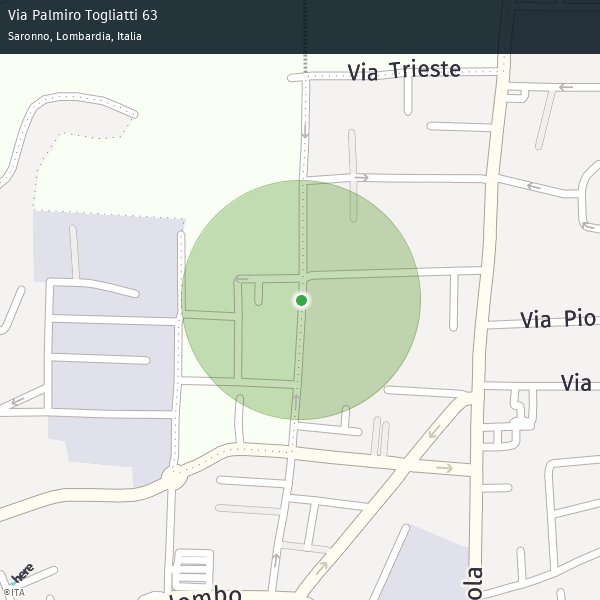 Via Palmiro Togliatti 63
Saronno, Lombardia, Italia
Via Trieste
Via Pio
Via
ola
lombo
here
©ITA